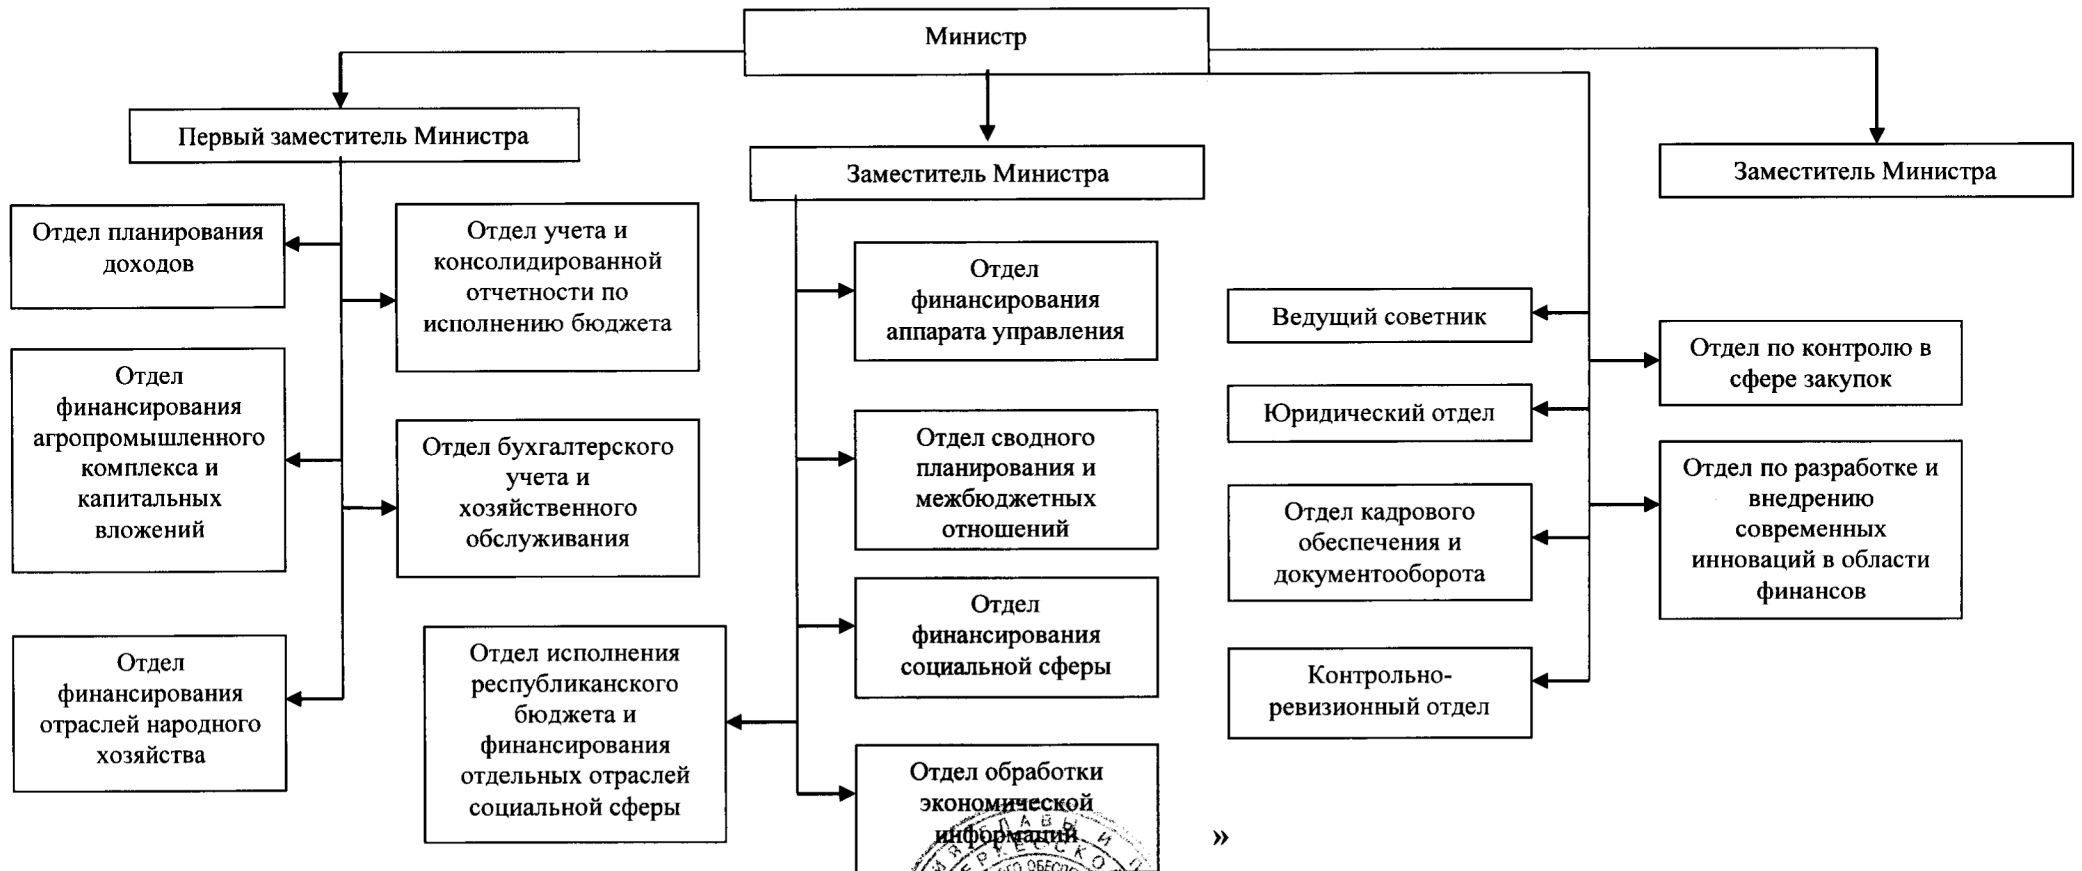 Министр
Первый заместитель Министра
Заместитель Министра
Заместитель Министра
Отдел планирования
доходов
Отдел учета и
консолидированной
отчетности по
исполнению бюджета
Отдел
финансирования
агропромышленного
комплекса и
капитальных
вложений
Отдел бухгалтерского
учета и
хозяйственного
обслуживания
Отдел
финансирования
отраслей народного
хозяйства
Отдел
финансирования
аппарата управления
Отдел сводного
планирования и
межбюджетных
отношений
Отдел
финансирования
социальной сферы
Отдел исполнения
республиканского
бюджета и
финансирования
отдельных отраслей
социальной сферы
Отдел обработки
экономической
информации
Ведущий советник
Юридический отдел
Отдел кадрового
обеспечения и
документооборота
Контрольно-
ревизионный отдел
Отдел по контролю в
сфере закупок
Отдел по разработке и
внедрению
современных
инноваций в области
финансов
»